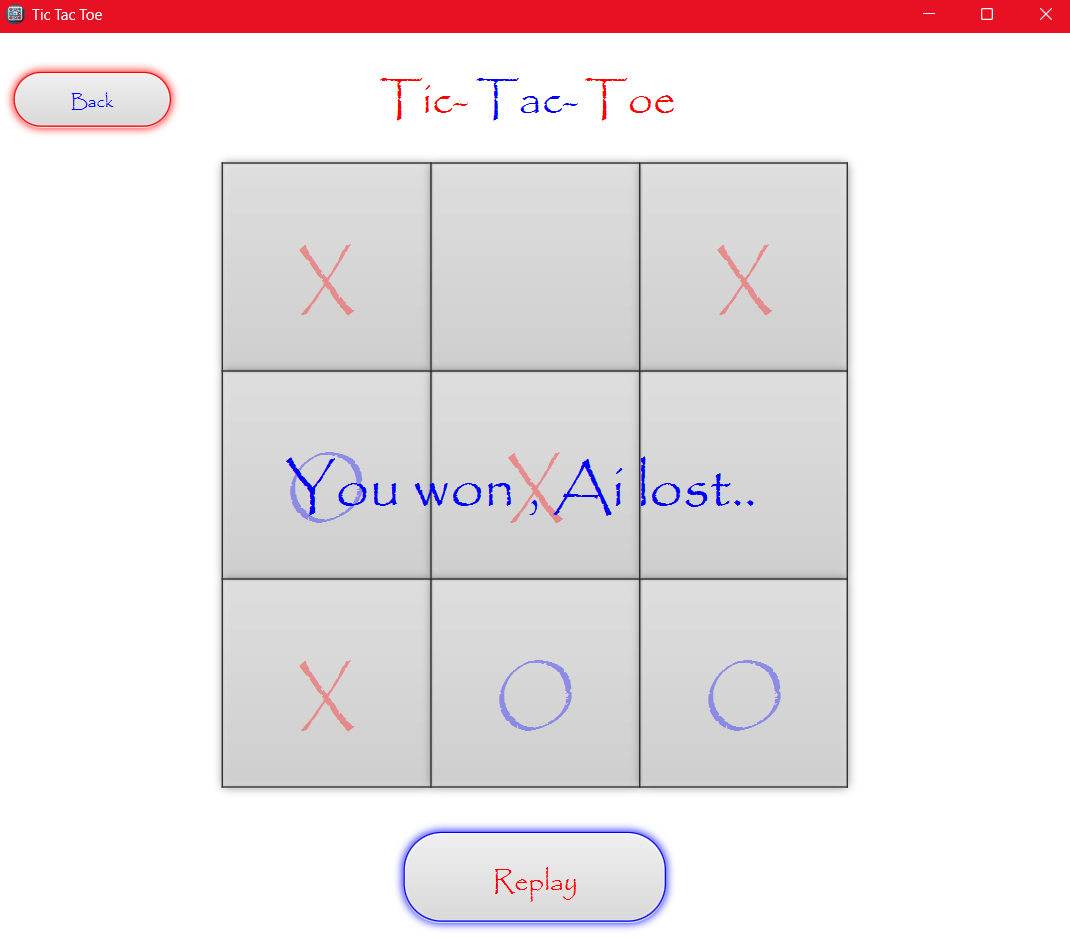 Tic Tac Toe
Back
Tic- Tac- Toe
X X
O X
You won , Ai lost..
X O O
Replay